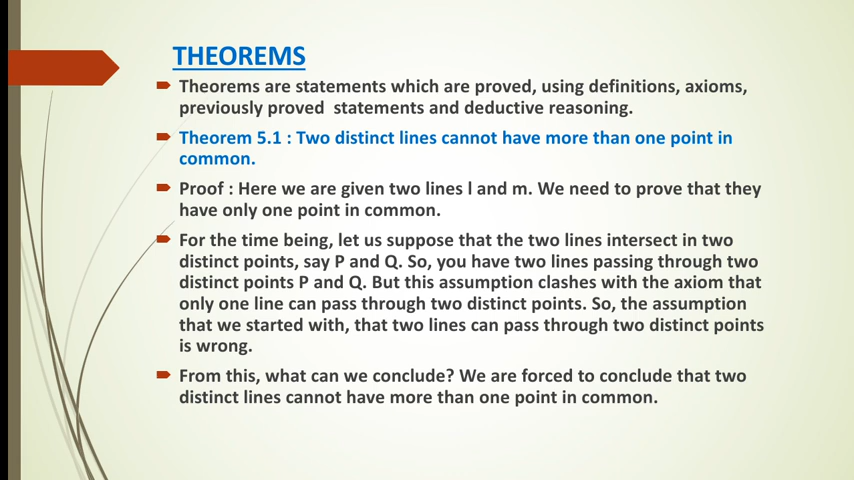 THEOREMS
Theorems are statements which are proved, using definitions, axioms,
previously proved statements and deductive reasoning.
Theorem 5.1 : Two distinct lines cannot have more than one point in
common.
Proof : Here we are given two lines l and m. We need to prove that they
have only one point in common.
For the time being, let us suppose that the two lines intersect in two
distinct points, say P and Q. So, you have two lines passing through two
distinct points P and Q. But this assumption clashes with the axiom that
only one line can pass through two distinct points. So, the assumption
that we started with, that two lines can pass through two distinct points
is wrong.
From this, what can we conclude? We are forced to conclude that two
distinct lines cannot have more than one point in common.